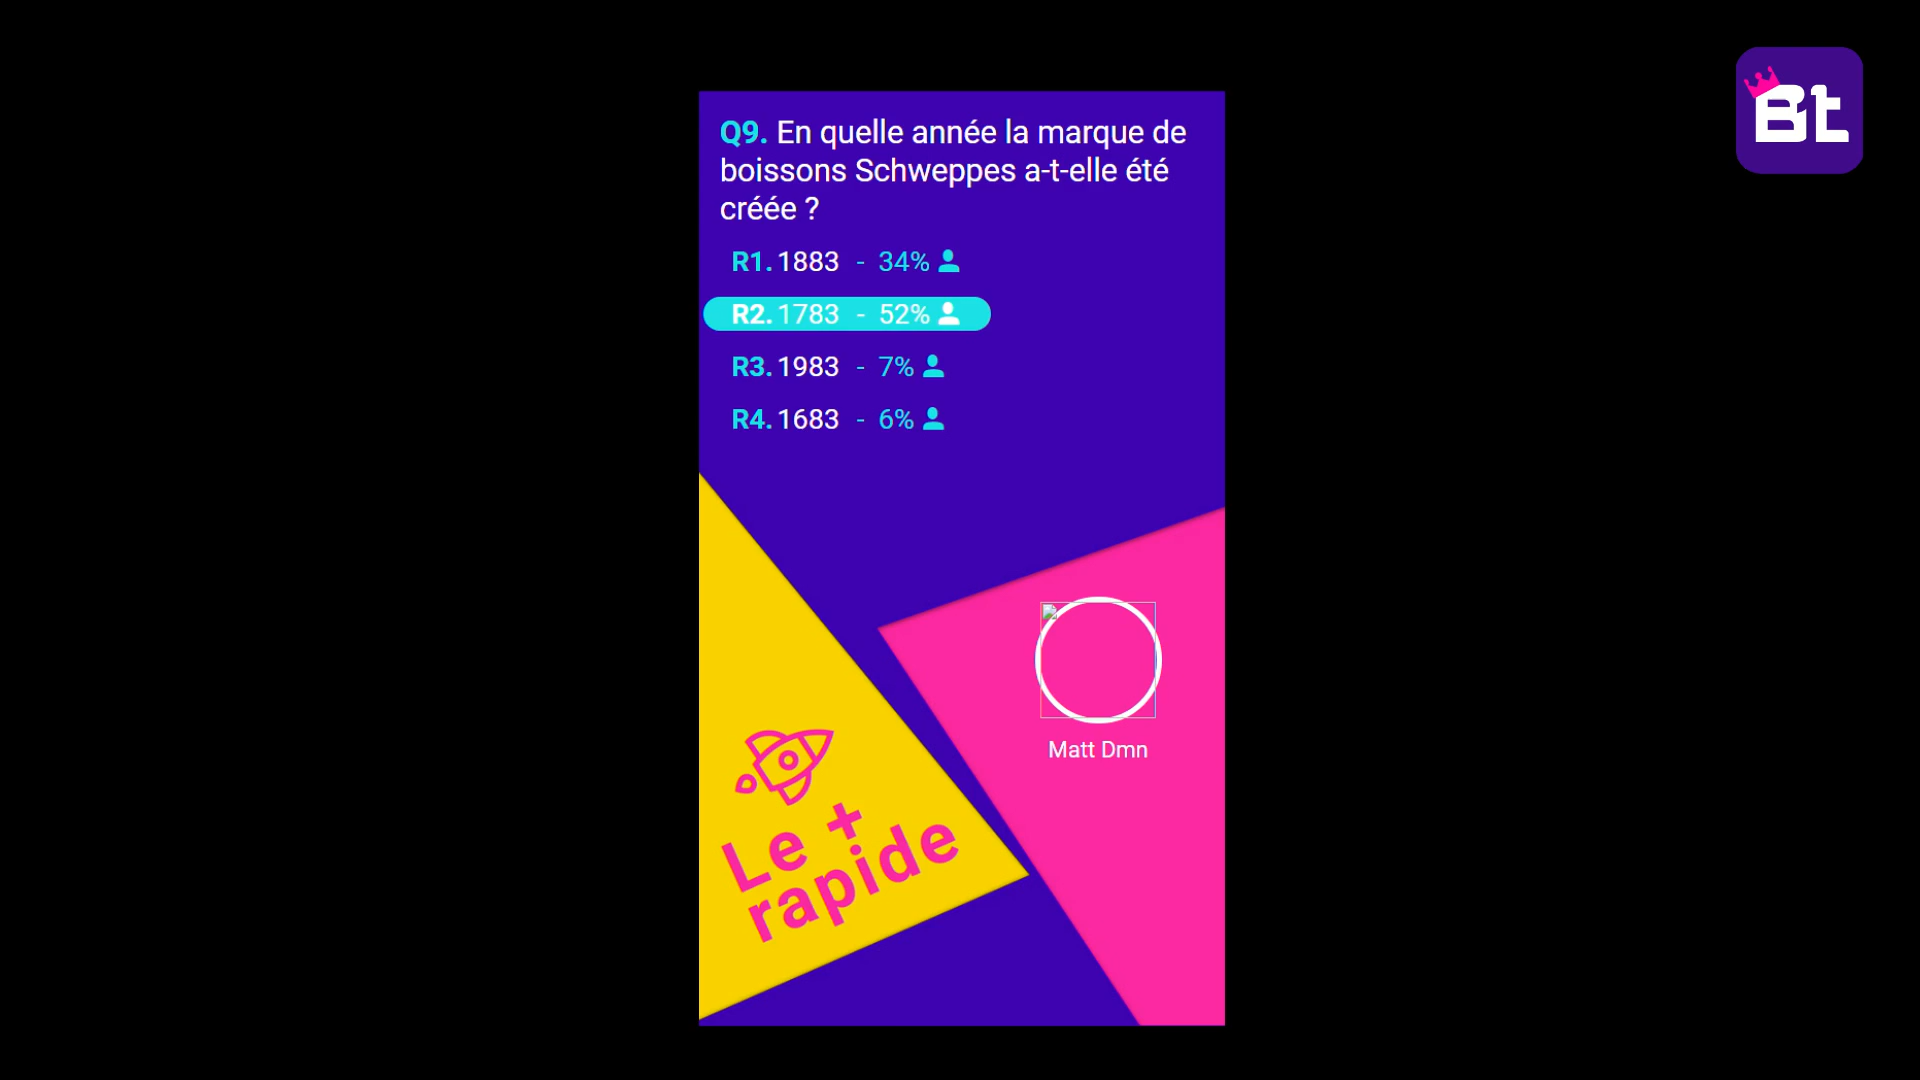 Bt
Q9. En quelle année la marque de
boissons Schweppes a-t-elle été
créée ?
R1. 1883 - 34%
R2. 1783 - 52%
R3. 1983 - 7%
R4. 1683 - 6%
Matt Dmn
Le +
rapide